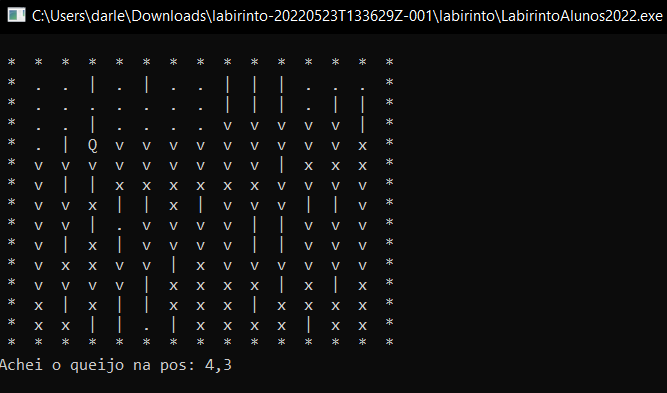 C:\Users\darle\Downloads\labirinto-20220523T133629Z-001\labirinto\LabirintoAlunos2022.exe
* * * * * * * * * * * * * * *
* . . | . | . . | | | . . . *
* . . . . . . . | | | . | | *
* . . | . . . . v v v v v | *
* . | Q v v v v v v v v v x *
* v v v v v v v v v | x x x *
* v | | x x x x x x v v v v *
* v v x | | x | v v v | | v *
* v v | . v v v v | | v v v *
* v | x | v v v v | | v v v *
* v x x v v | x v v v v v v *
* v v v v | x x x x | x | x *
* x | x | | x x x | x x x x *
* x x | | . | x x x x | x x *
* * * * * * * * * * * * * * *
Achei o queijo na pos: 4,3